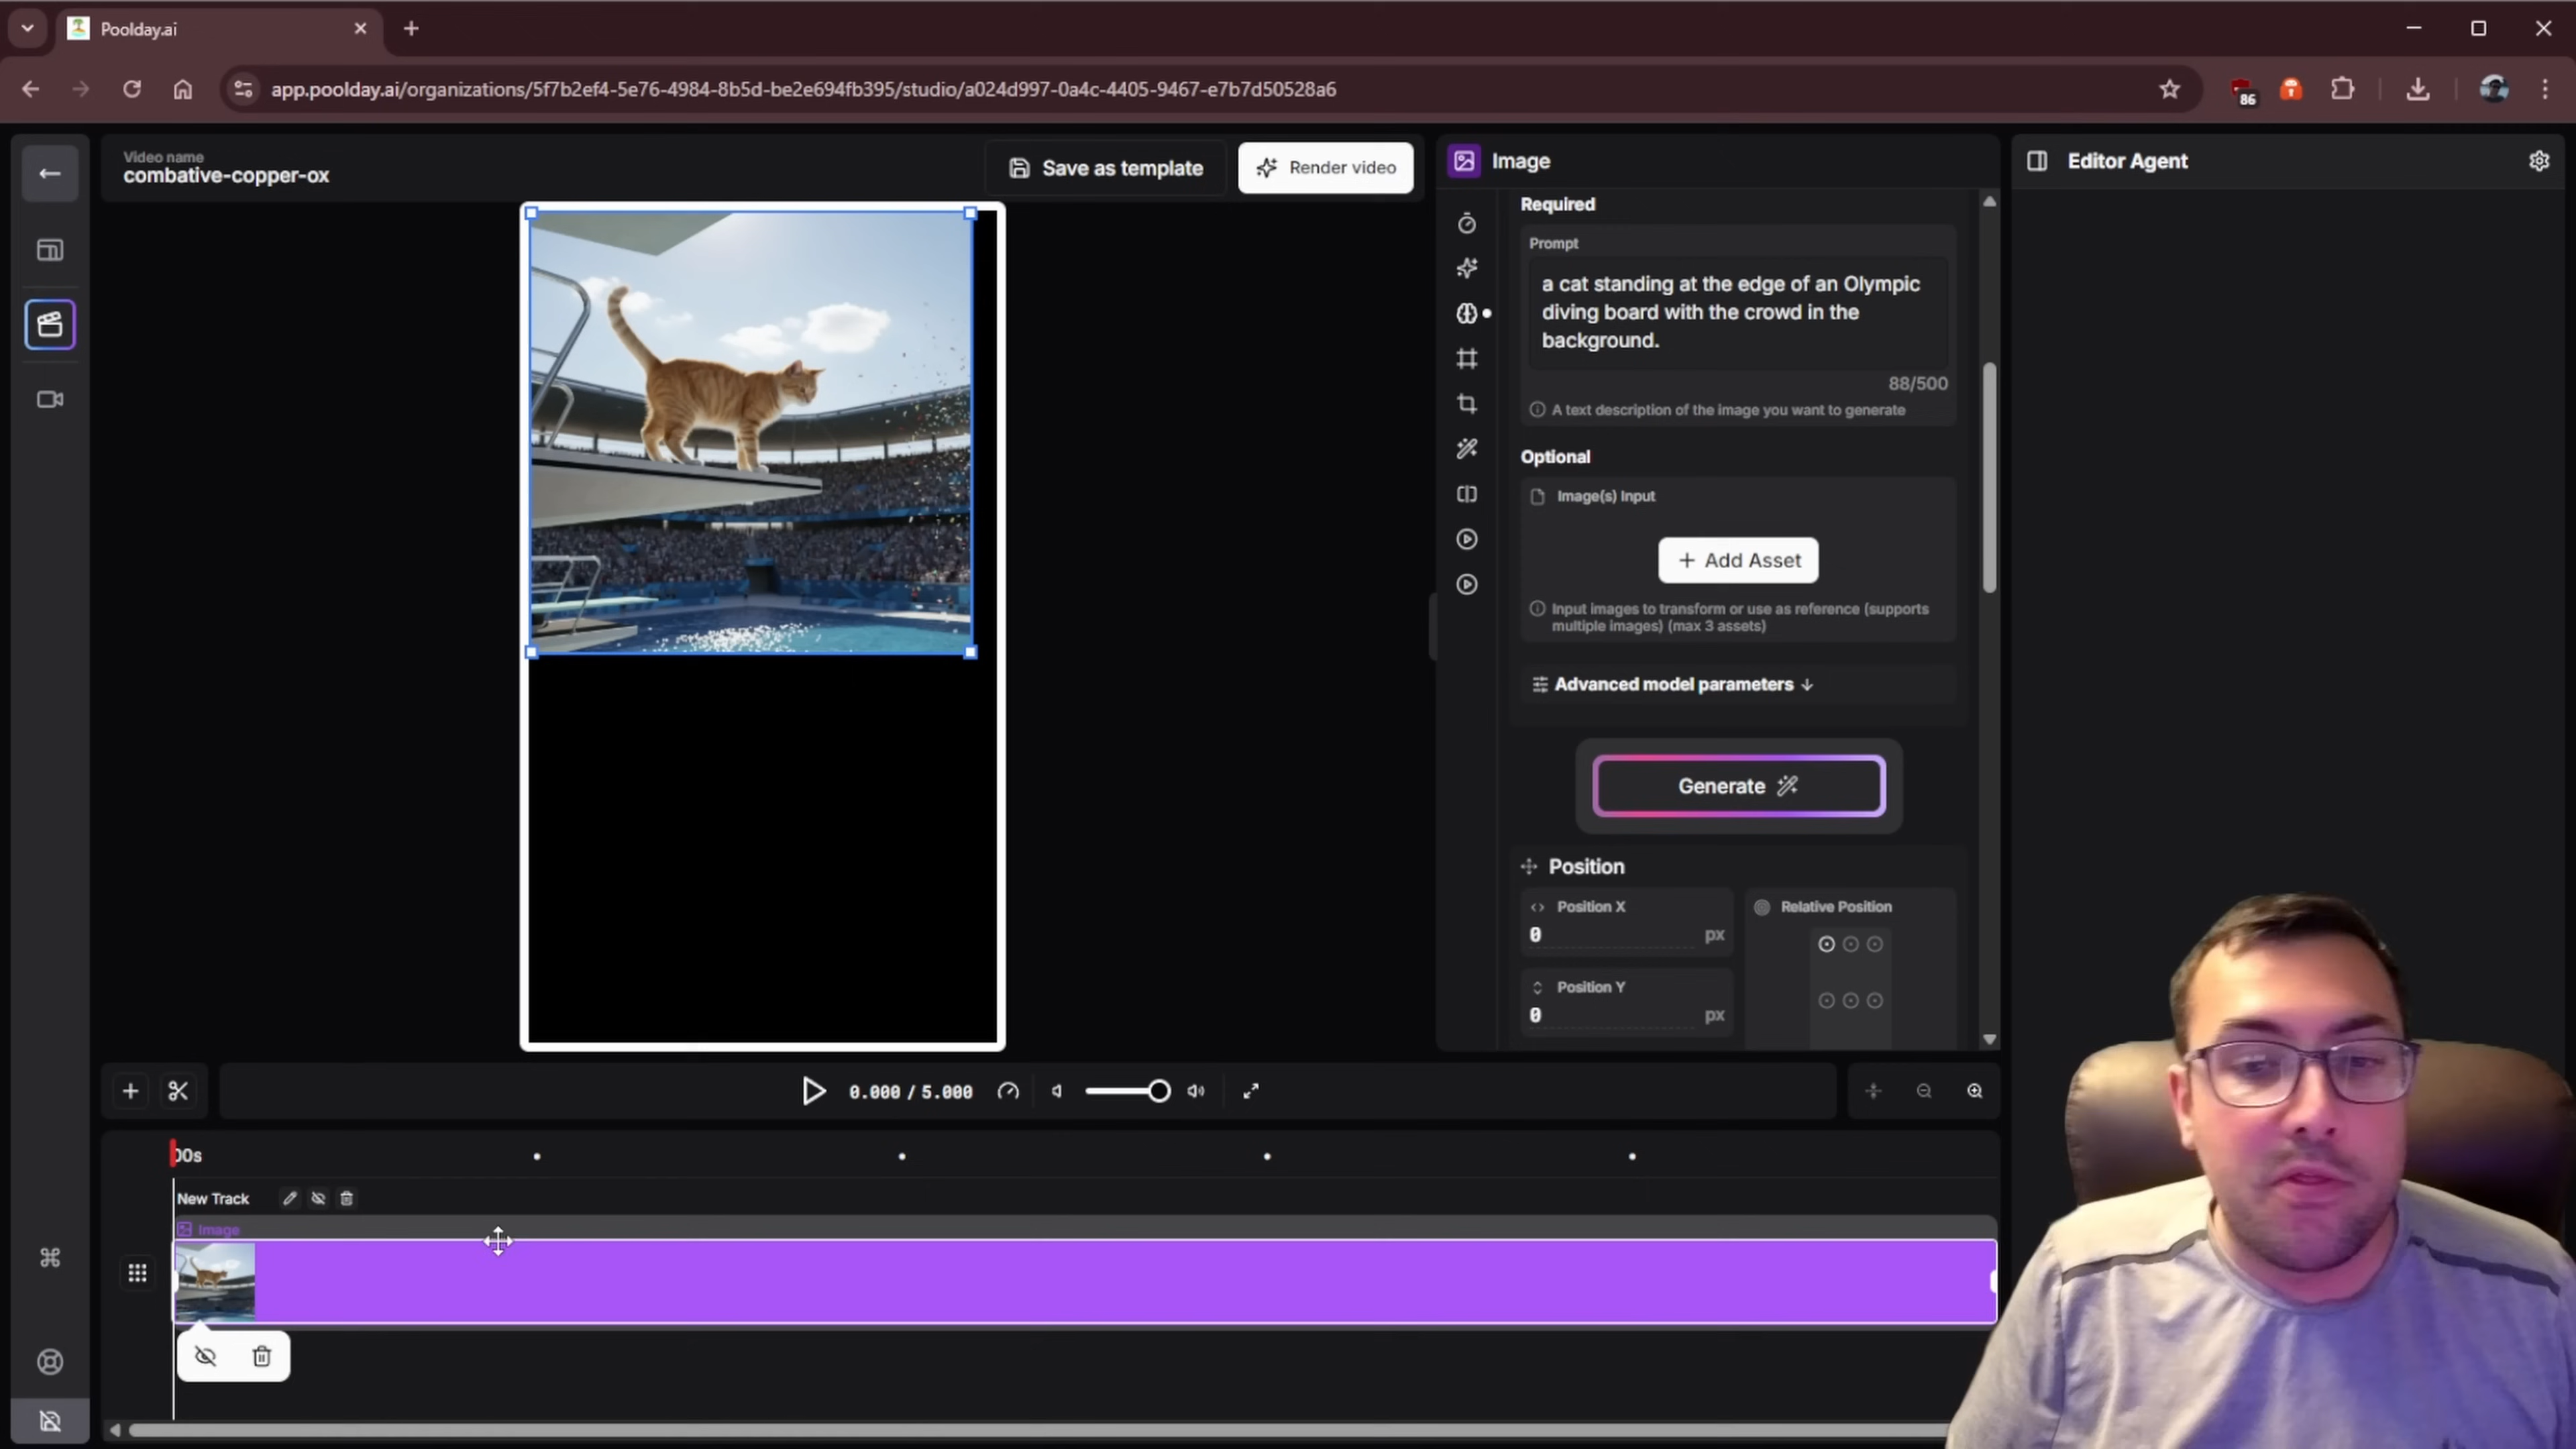 Poolday.ai
app.poolday.ai/organizations/5f7b2ef4-5e76-4984-8b5d-be2e694fb395/studio/a024d997-0a4c-4405-9467-e7b7d50528a6
86
Video name
combative-copper-ox
Save as template
Render video
Image
Editor Agent
Required
Prompt
a cat standing at the edge of an Olympic
diving board with the crowd in the
background.
88/500
A text description of the image you want to generate
Optional
Image(s) Input
+ Add Asset
Input images to transform or use as reference (supports
multiple images) (max 3 assets)
Advanced model parameters ↓
Generate
Position
Position X
0 px
Relative Position
Position Y
0 px
0.000 / 5.000
00s
New Track
Image